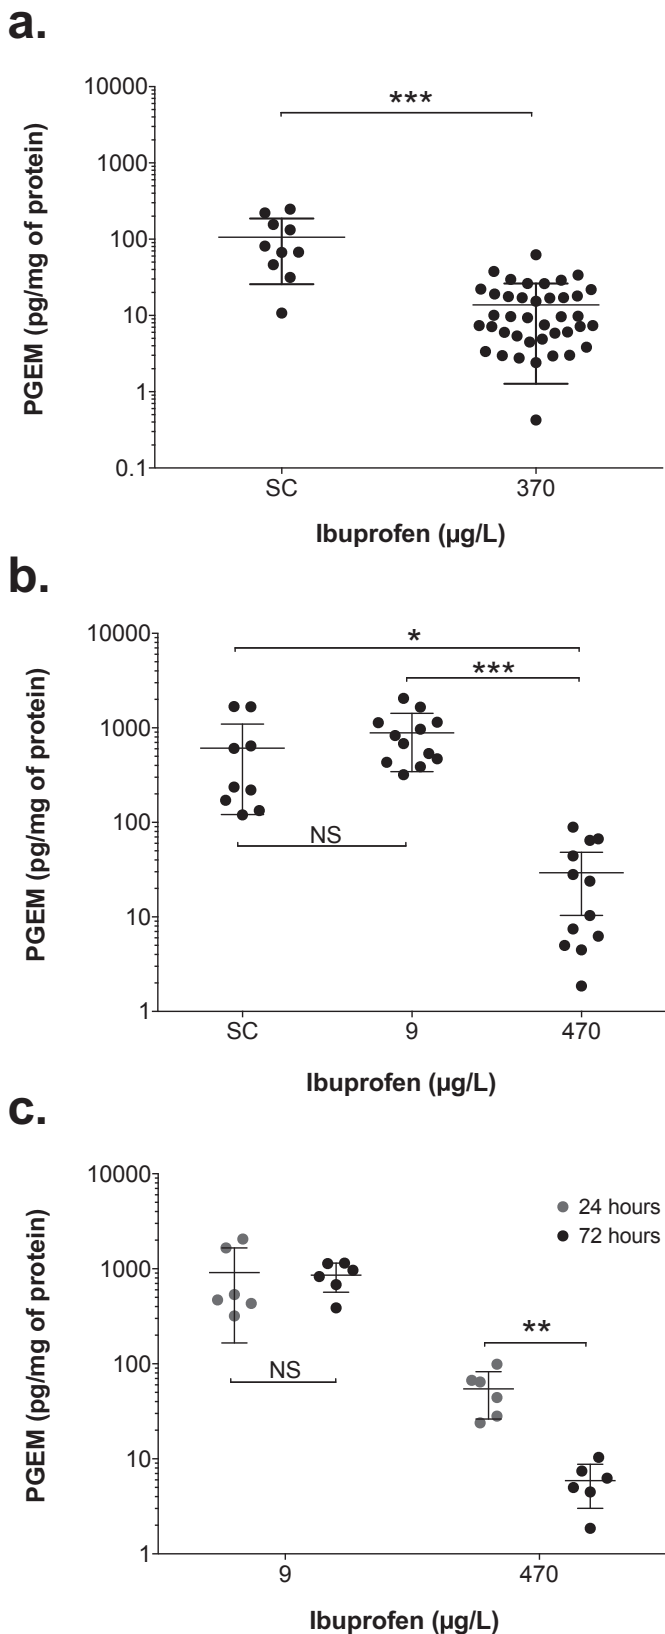 a.
10000
1000
100
10
1
0.1
PGEM (pg/mg of protein)
***
SC 370
Ibuprofen (µg/L)
b.
10000
1000
100
10
1
PGEM (pg/mg of protein)
*
***
NS
SC 9 470
Ibuprofen (µg/L)
c.
10000
1000
100
10
1
PGEM (pg/mg of protein)
24 hours
72 hours
**
NS
9 470
Ibuprofen (µg/L)